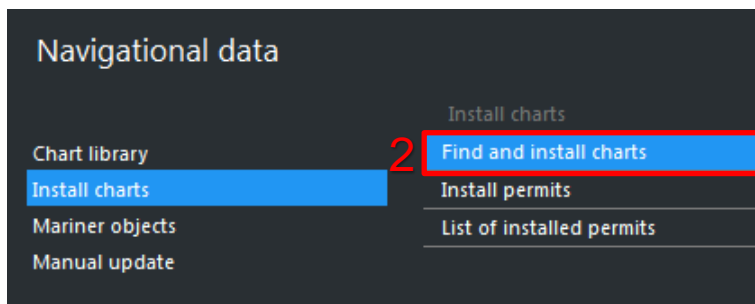 Navigational data
Chart library
Install charts
Mariner objects
Manual update
Install charts
2
Find and install charts
Install permits
List of installed permits